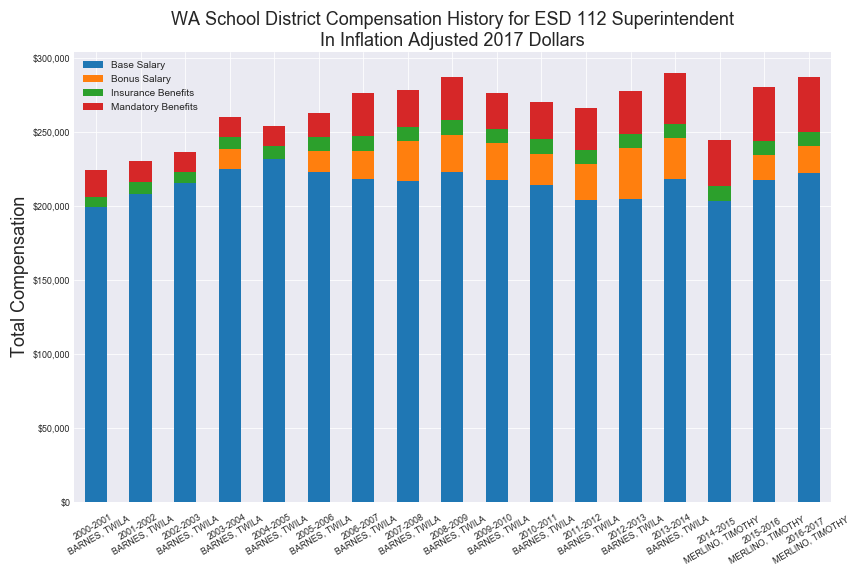 WA School District Compensation History for ESD 112 Superintendent
In Inflation Adjusted 2017 Dollars
Base Salary
Bonus Salary
Insurance Benefits
Mandatory Benefits
Total Compensation
$300,000
$250,000
$200,000
$150,000
$100,000
$50,000
$0
2000-2001
BARNES, TWILA
2001-2002
BARNES, TWILA
2002-2003
BARNES, TWILA
2003-2004
BARNES, TWILA
2004-2005
BARNES, TWILA
2005-2006
BARNES, TWILA
2006-2007
BARNES, TWILA
2007-2008
BARNES, TWILA
2008-2009
BARNES, TWILA
2009-2010
BARNES, TWILA
2010-2011
BARNES, TWILA
2011-2012
BARNES, TWILA
2012-2013
BARNES, TWILA
2013-2014
BARNES, TWILA
2014-2015
MERLINO, TIMOTHY
2015-2016
MERLINO, TIMOTHY
2016-2017
MERLINO, TIMOTHY